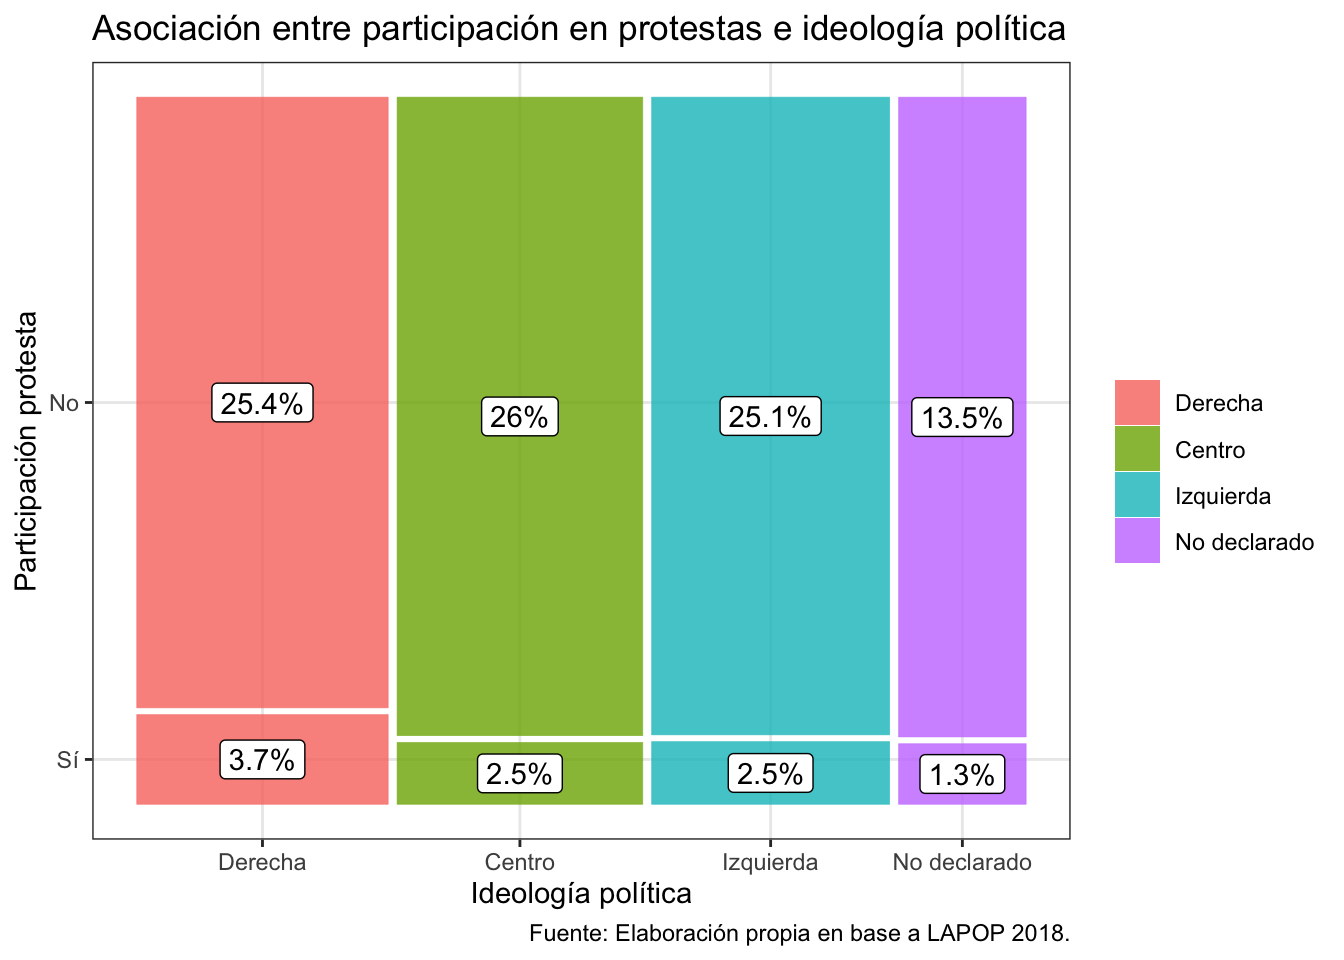 Asociación entre participación en protestas e ideología política
Participación protesta
No
Sí
25.4%
26%
25.1%
13.5%
3.7%
2.5%
2.5%
1.3%
Derecha
Centro
Izquierda
No declarado
Ideología política
Derecha
Centro
Izquierda
No declarado
Fuente: Elaboración propia en base a LAPOP 2018.